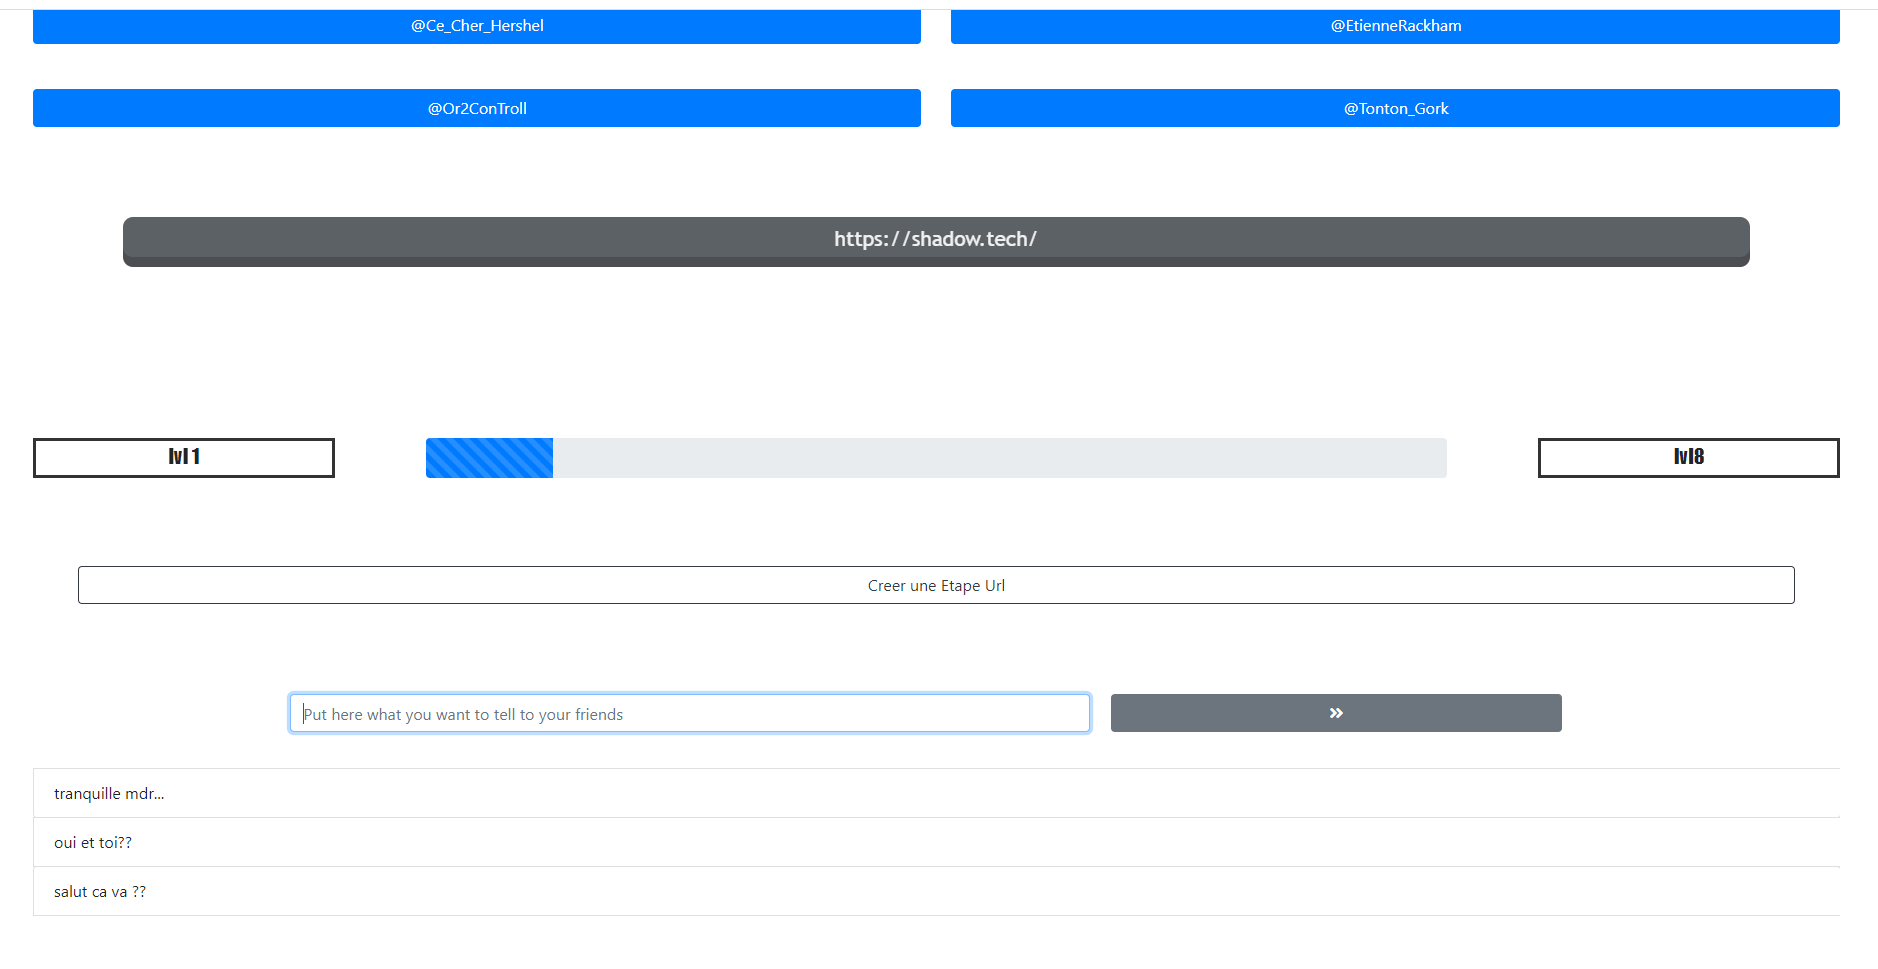 @Ce_Cher_Hershel
@EtienneRackham
@Or2ConTroll
@Tonton_Gork
https://shadow.tech/
lvl 1
lvl8
Creer une Etape Url
Put here what you want to tell to your friends
»
tranquille mdr...
oui et toi??
salut ca va ??